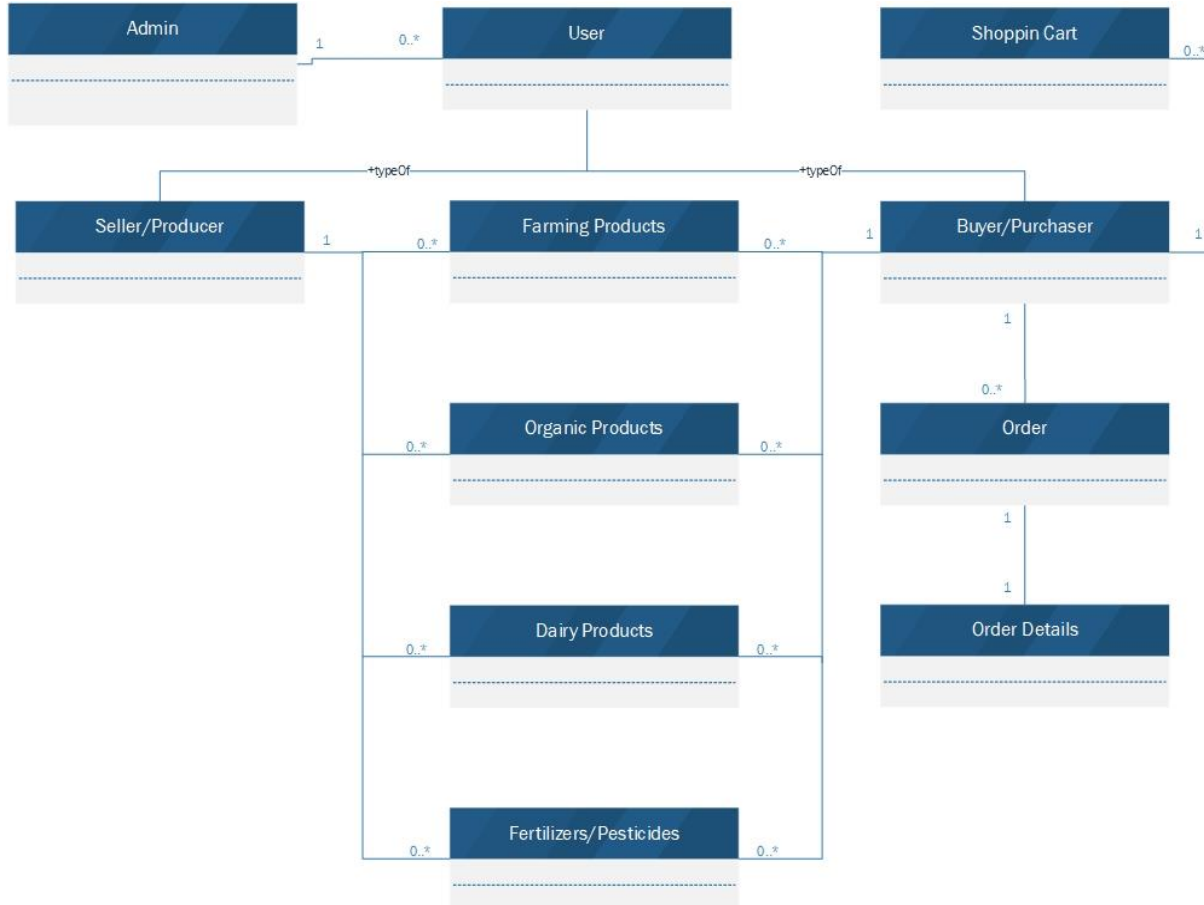 Admin
1
0..*
User
Shoppin Cart
0..*
+typeOf
+typeOf
Seller/Producer
1
0..*
Farming Products
0..*
1
Buyer/Purchaser
1
1
0..*
0..*
Organic Products
0..*
Order
1
1
0..*
Dairy Products
0..*
Order Details
0..*
Fertilizers/Pesticides
0..*